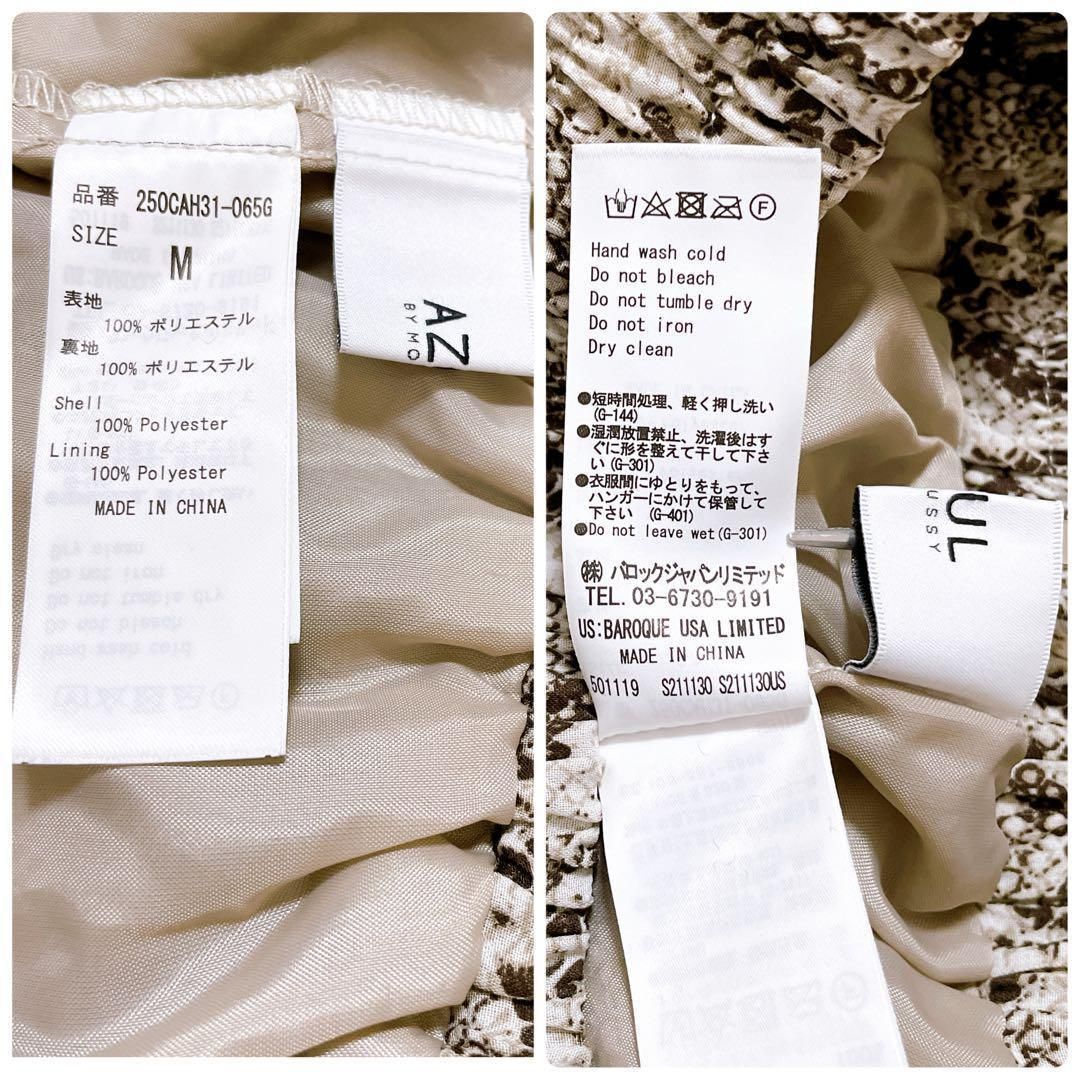 品番 250CAH31-065G
SIZE M
表地
100% ポリエステル
裏地
100% ポリエステル
Shell
100% Polyester
Lining
100% Polyester
MADE IN CHINA
AZ
BY MO
Hand wash cold
Do not bleach
Do not tumble dry
Do not iron
Dry clean
●短時間処理、軽く押し洗い
(G-144)
●湿潤放置禁止、洗濯後はす
ぐに形を整えて干して下さ
い(G-301)
●衣服間にゆとりをもって、
ハンガーにかけて保管して
下さい (G-401)
●Do not leave wet(G-301)
㈱ バロックジャパンリミテッド
TEL. 03-6730-9191
US:BAROQUE USA LIMITED
MADE IN CHINA
501119 S211130 S211130US
UL
USSY